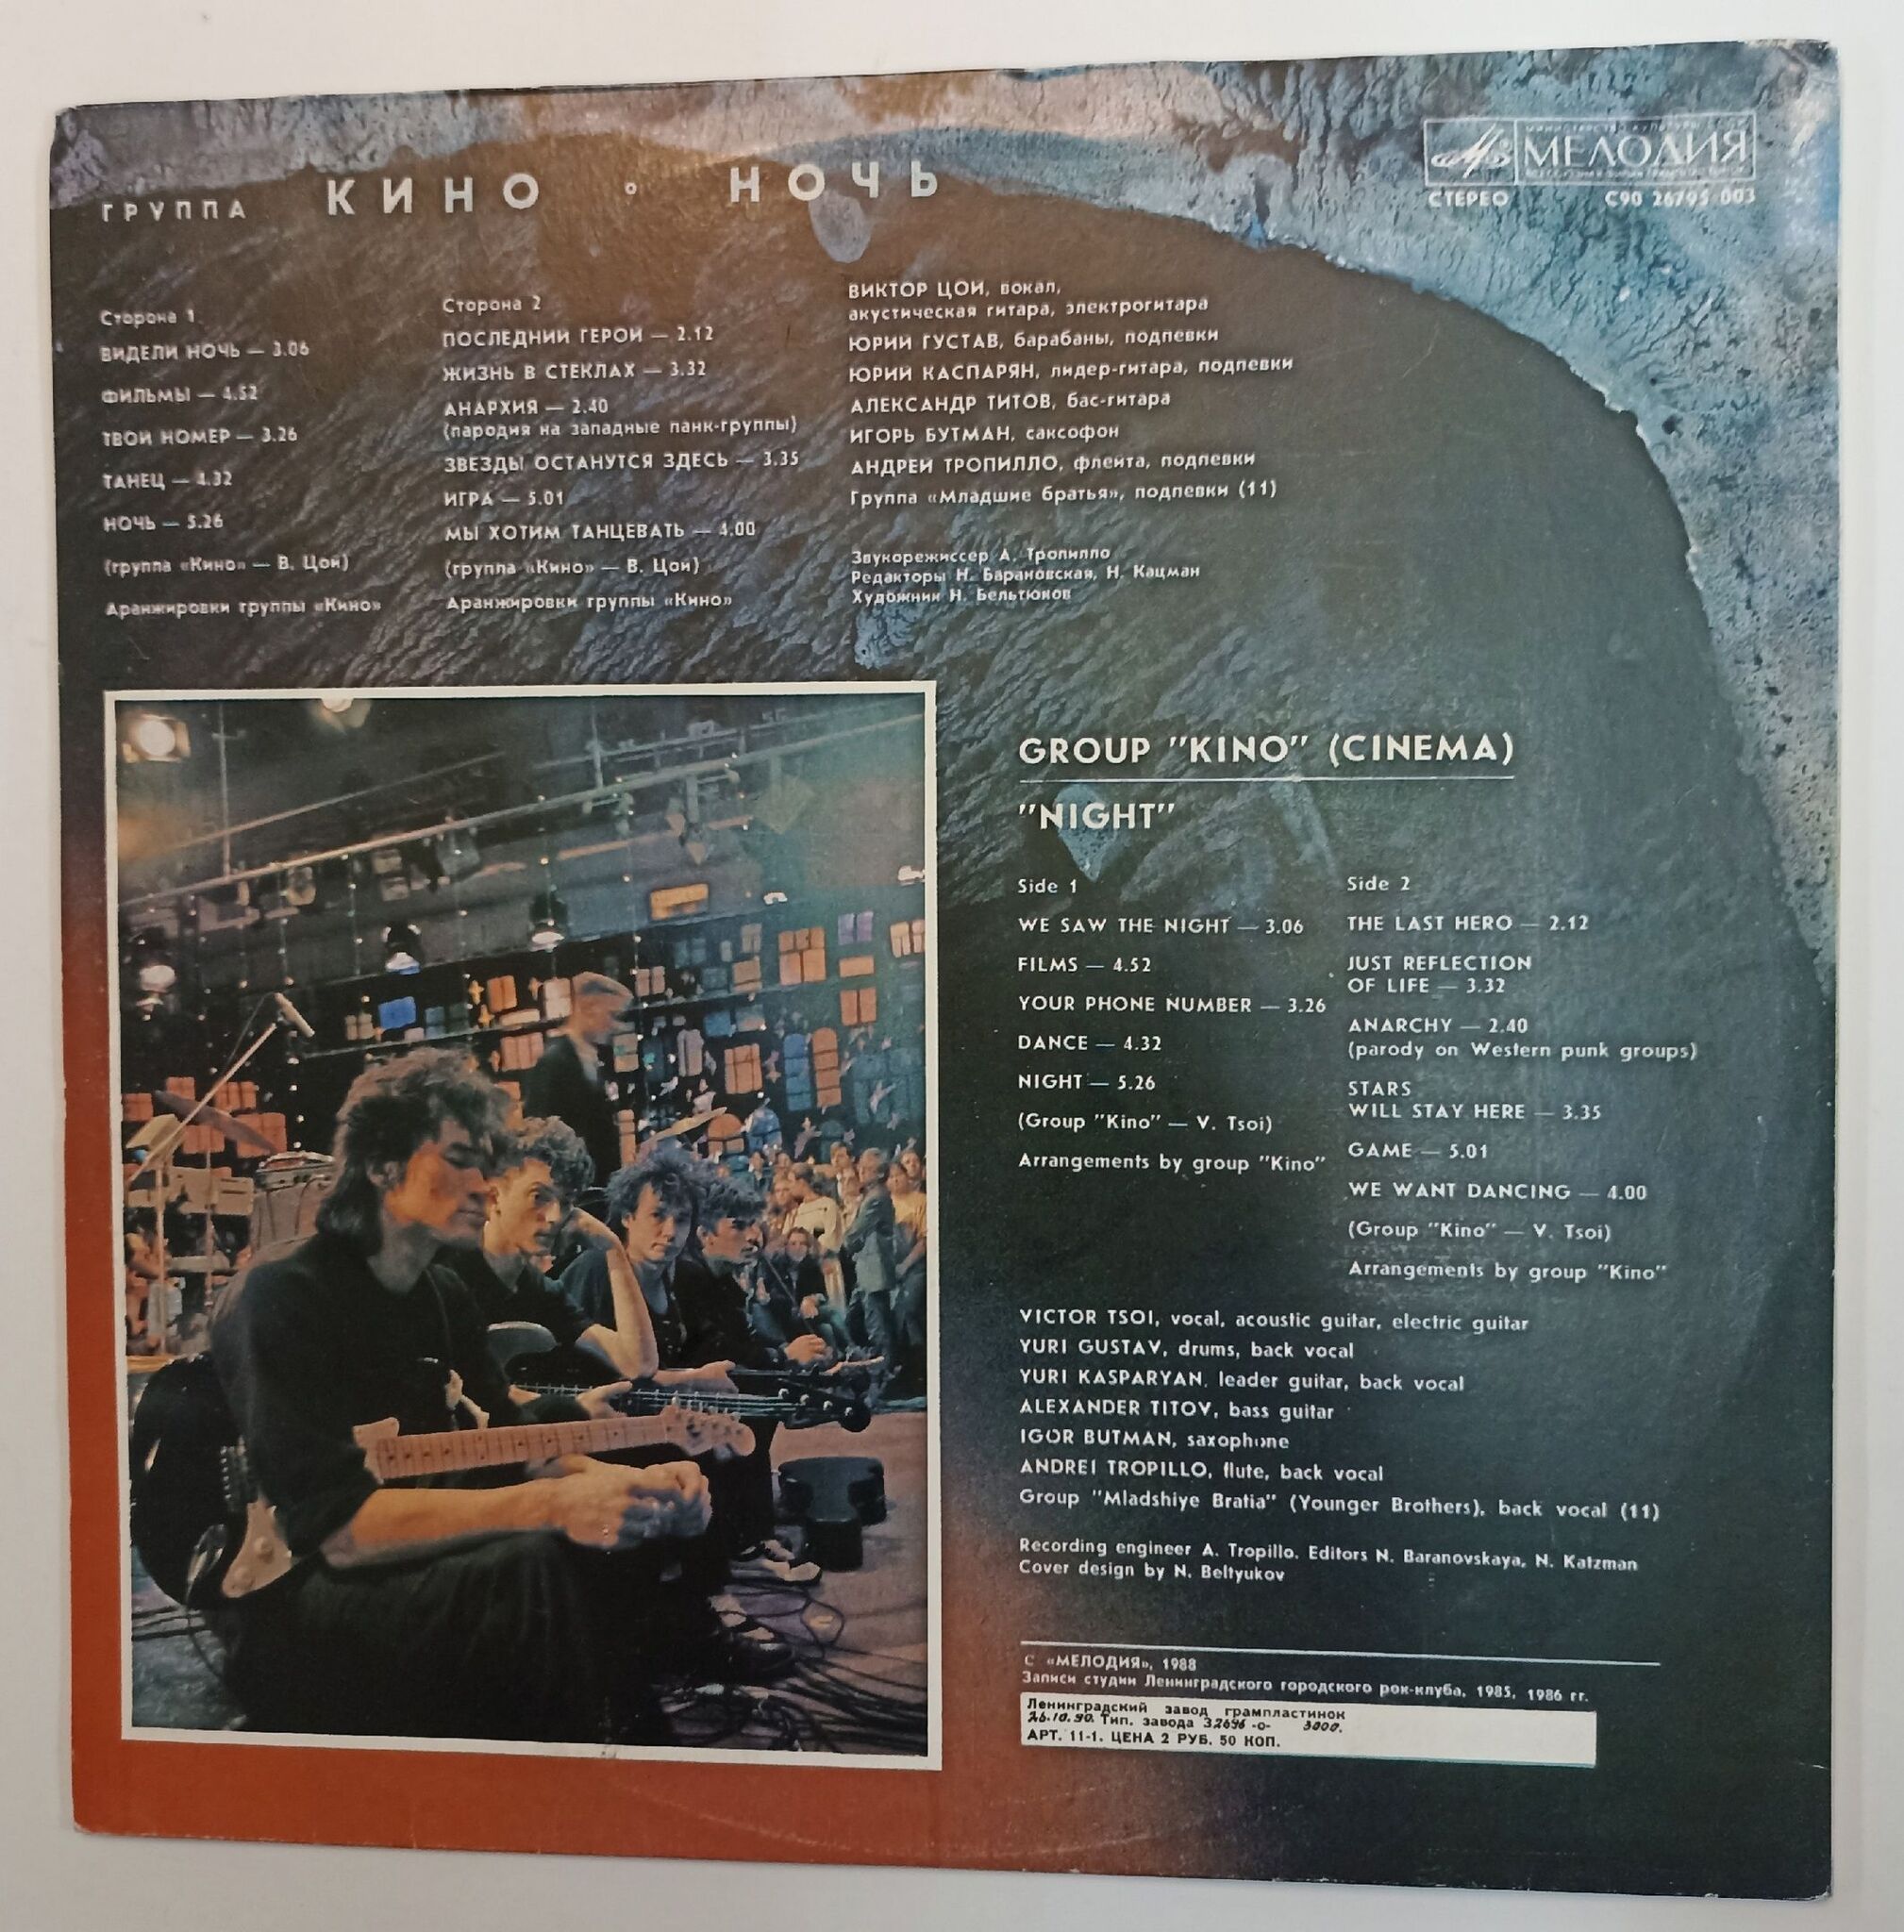 ГРУППА КИНО ∘ НОЧЬ
МИНИСТЕРСТВО КУЛЬТУРЫ
МЕЛОДИЯ
СТЕРЕО С90 26795 003
Сторона 1
ВИДЕЛИ НОЧЬ — 3.06
ФИЛЬМЫ — 4.52
ТВОЙ НОМЕР — 3.26
ТАНЕЦ — 4.32
НОЧЬ — 5.26
(группа «Кино» — В. Цой)
Аранжировки группы «Кино»
Сторона 2
ПОСЛЕДНИЙ ГЕРОЙ — 2.12
ЖИЗНЬ В СТЕКЛАХ — 3.32
АНАРХИЯ — 2.40
(пародия на западные панк-группы)
ЗВЕЗДЫ ОСТАНУТСЯ ЗДЕСЬ — 3.35
ИГРА — 5.01
МЫ ХОТИМ ТАНЦЕВАТЬ — 4.00
(группа «Кино» — В. Цой)
Аранжировки группы «Кино»
ВИКТОР ЦОЙ, вокал,
акустическая гитара, электрогитара
ЮРИЙ ГУСТАВ, барабаны, подпевки
ЮРИЙ КАСПАРЯН, лидер-гитара, подпевки
АЛЕКСАНДР ТИТОВ, бас-гитара
ИГОРЬ БУТМАН, саксофон
АНДРЕЙ ТРОПИЛЛО, флейта, подпевки
Группа «Младшие братья», подпевки (11)
Звукорежиссер А. Тропилло
Редакторы Н. Барановская, Н. Кацман
Художник Н. Бельтюков
GROUP "KINO" (CINEMA)
"NIGHT"
Side 1
WE SAW THE NIGHT — 3.06
FILMS — 4.52
YOUR PHONE NUMBER — 3.26
DANCE — 4.32
NIGHT — 5.26
(Group "Kino" — V. Tsoi)
Arrangements by group "Kino"
Side 2
THE LAST HERO — 2.12
JUST REFLECTION
OF LIFE — 3.32
ANARCHY — 2.40
(parody on Western punk groups)
STARS
WILL STAY HERE — 3.35
GAME — 5.01
WE WANT DANCING — 4.00
(Group "Kino" — V. Tsoi)
Arrangements by group "Kino"
VICTOR TSOI, vocal, acoustic guitar, electric guitar
YURI GUSTAV, drums, back vocal
YURI KASPARYAN, leader guitar, back vocal
ALEXANDER TITOV, bass guitar
IGOR BUTMAN, saxophone
ANDREI TROPILLO, flute, back vocal
Group "Mladshiye Bratia" (Younger Brothers), back vocal (11)
Recording engineer A. Tropillo. Editors N. Baranovskaya, N. Katzman
Cover design by N. Beltyukov
С «МЕЛОДИЯ», 1988
Записи студии Ленинградского городского рок-клуба, 1985, 1986 гг.
Ленинградский завод грампластинок
26.10.90. Тип. завода 32696 -о- 3000.
АРТ. 11-1. ЦЕНА 2 РУБ. 50 КОП.